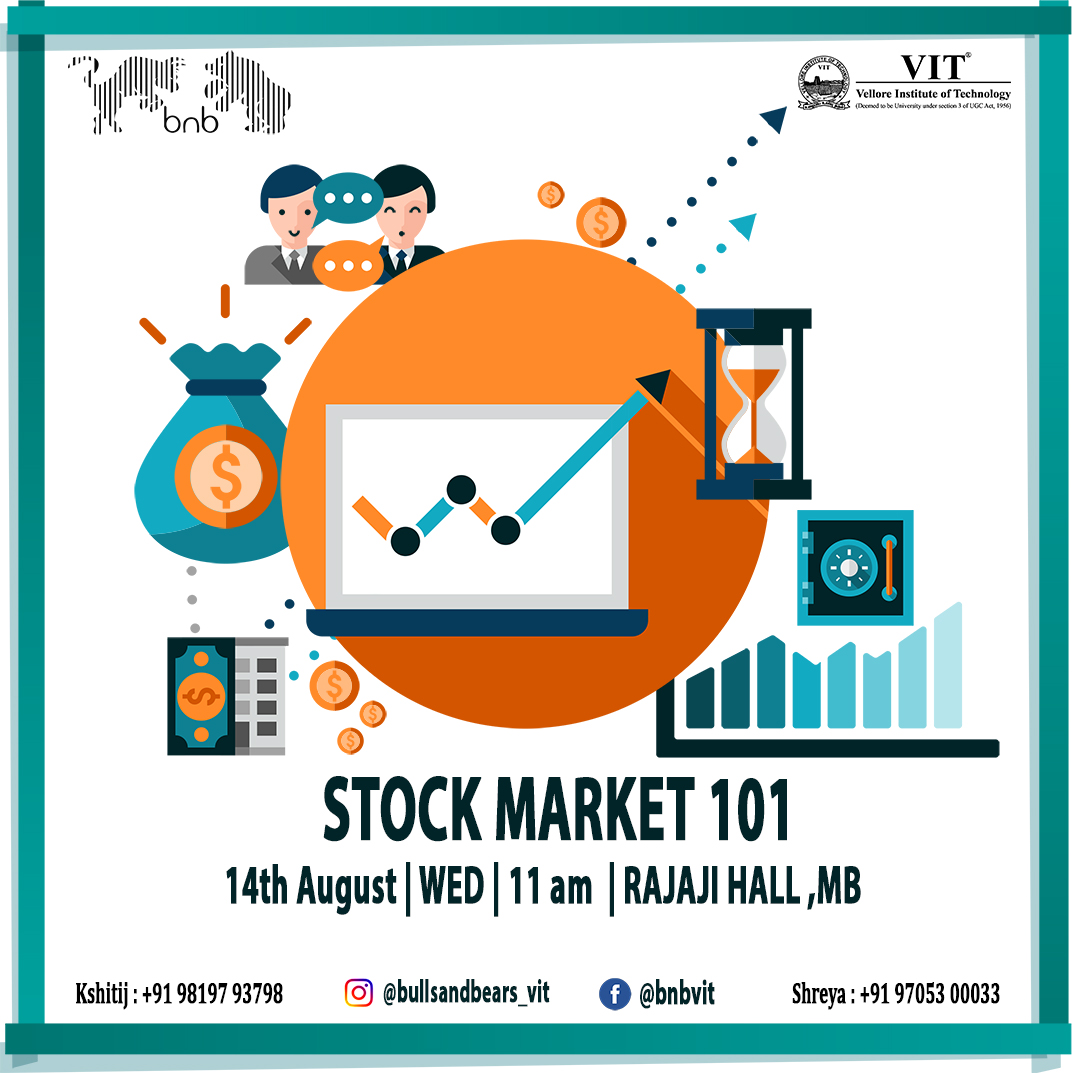 bnb
VIT®
Vellore Institute of Technology
(Deemed to be University under section 3 of UGC Act, 1956)
VIT
$
$
$
$
$
$
$
STOCK MARKET 101
14th August | WED | 11 am | RAJAJI HALL ,MB
Kshitij : +91 98197 93798
@bullsandbears_vit
@bnbvit
Shreya : +91 97053 00033